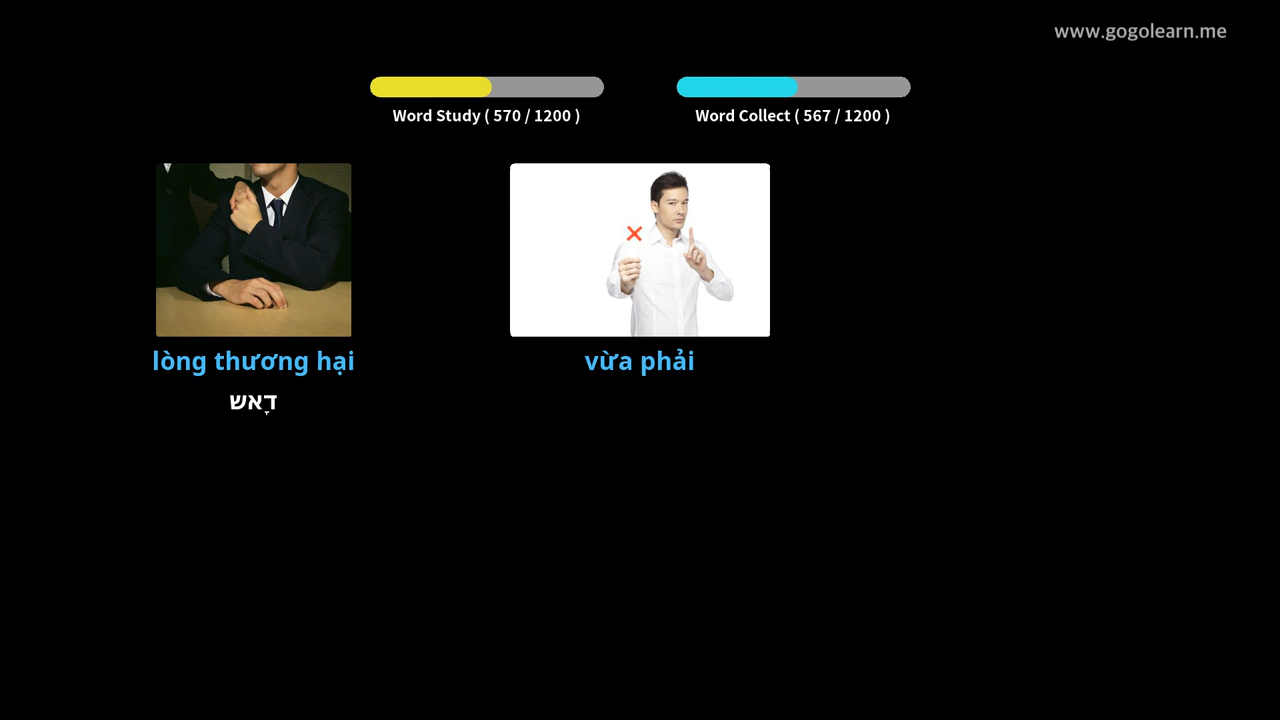 www.gogolearn.me
Word Study ( 570 / 1200 )
Word Collect ( 567 / 1200 )
lòng thương hại
vừa phải
דָאש